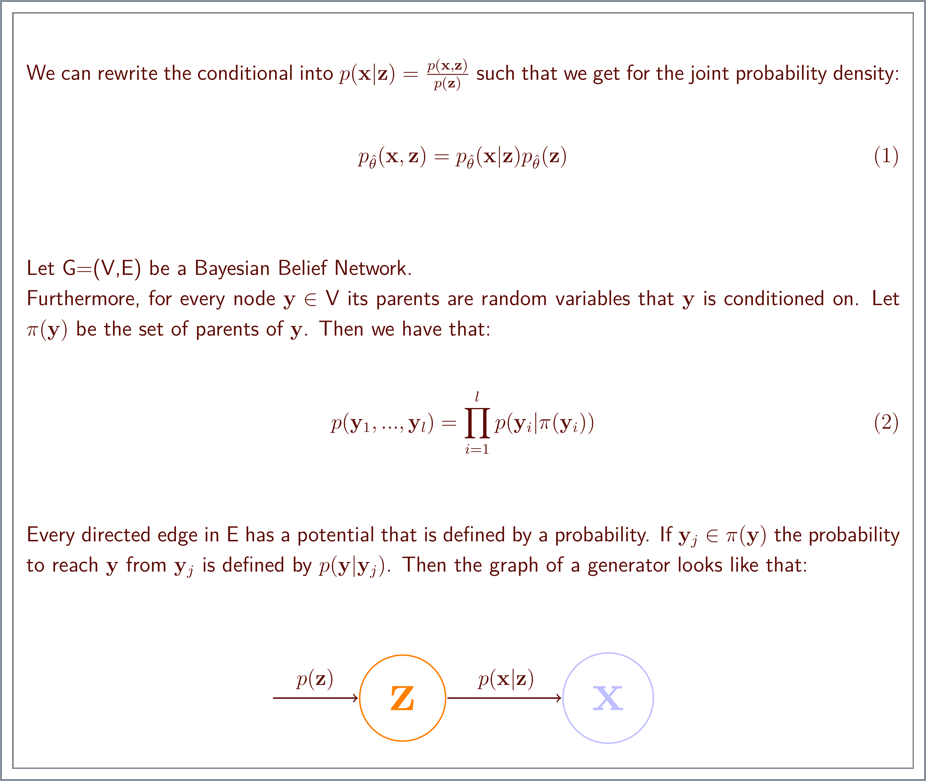 We can rewrite the conditional into $p(\mathbf{x}|\mathbf{z}) = \frac{p(\mathbf{x},\mathbf{z})}{p(\mathbf{z})}$ such that we get for the joint probability density:
$p_{\hat{\theta}}(\mathbf{x}, \mathbf{z}) = p_{\hat{\theta}}(\mathbf{x}|\mathbf{z})p_{\hat{\theta}}(\mathbf{z})$ (1)
Let G=(V,E) be a Bayesian Belief Network.
Furthermore, for every node $\mathbf{y} \in$ V its parents are random variables that $\mathbf{y}$ is conditioned on. Let
$\pi(\mathbf{y})$ be the set of parents of $\mathbf{y}$. Then we have that:
$p(\mathbf{y}_1, ..., \mathbf{y}_l) = \prod_{i=1}^{l} p(\mathbf{y}_i|\pi(\mathbf{y}_i))$ (2)
Every directed edge in E has a potential that is defined by a probability. If $\mathbf{y}_j \in \pi(\mathbf{y})$ the probability
to reach $\mathbf{y}$ from $\mathbf{y}_j$ is defined by $p(\mathbf{y}|\mathbf{y}_j)$. Then the graph of a generator looks like that:
$p(\mathbf{z})$ $\mathbf{z}$ $p(\mathbf{x}|\mathbf{z})$ $\mathbf{x}$